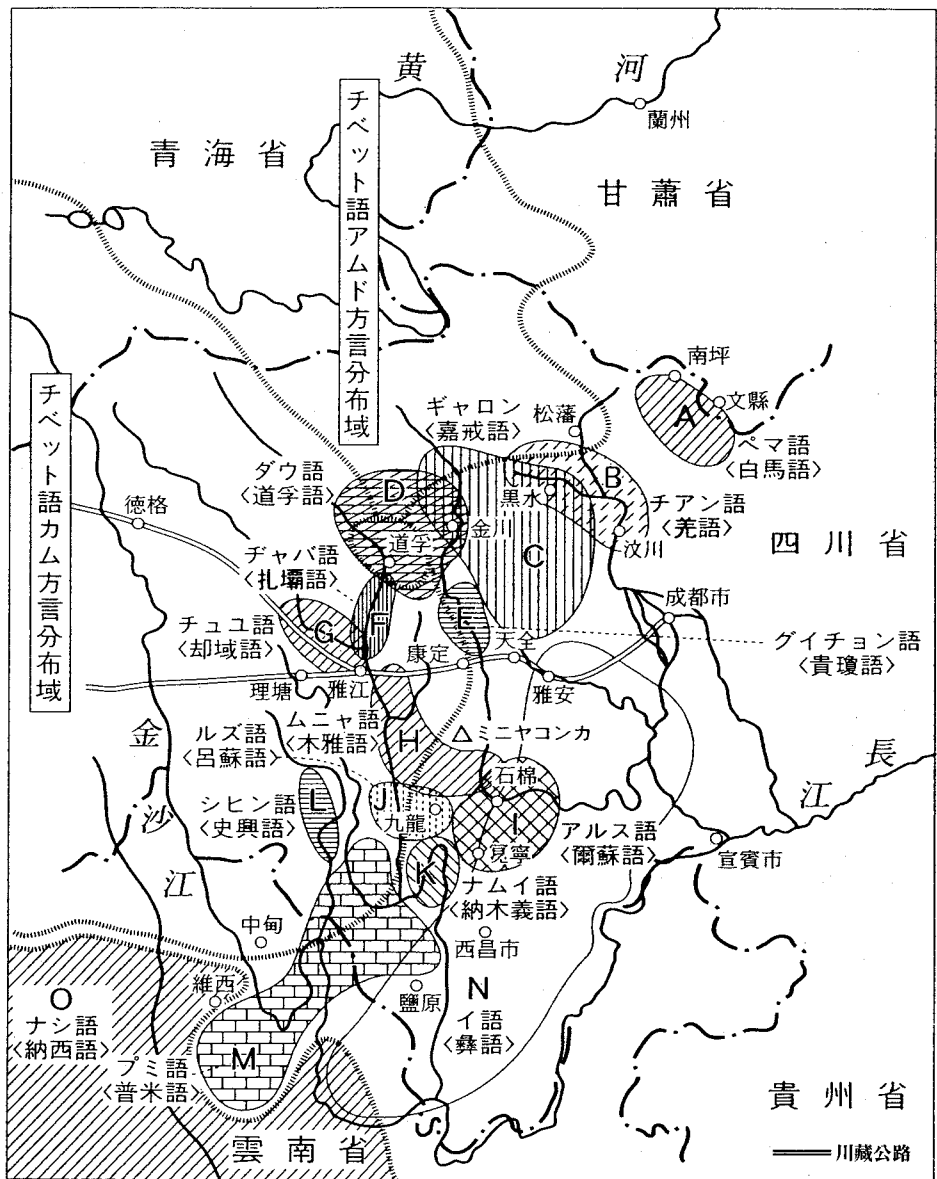 黄河
蘭州
青海省
甘蕭省
チベット語アムド方言分布域
チベット語カム方言分布域
南坪
文縣
A
ペマ語
〈白馬語〉
ギャロン
〈嘉戎語〉
松藩
B
黒水
チアン語
〈羌語〉
汶川
ダウ語
〈道孚語〉
D
道孚
金川
C
四川省
徳格
ヂャバ語
〈扎壩語〉
F
E
成都市
チュユ語
〈却域語〉
G
康定
天全
グイチョン語
〈貴瓊語〉
理塘
雅江
雅安
ムニャ語
〈木雅語〉
H
△ミニヤコンカ
ルズ語
〈呂蘇語〉
金沙江
長江
シヒン語
〈史興語〉
L
J
九龍
石棉
I
冕寧
アルス語
〈爾蘇語〉
宣賓市
K
ナムイ語
〈納木義語〉
中甸
西昌市
維西
鹽原
N
イ語
〈彝語〉
O
ナシ語
〈納西語〉
プミ語
〈普米語〉
M
雲南省
貴州省
川藏公路